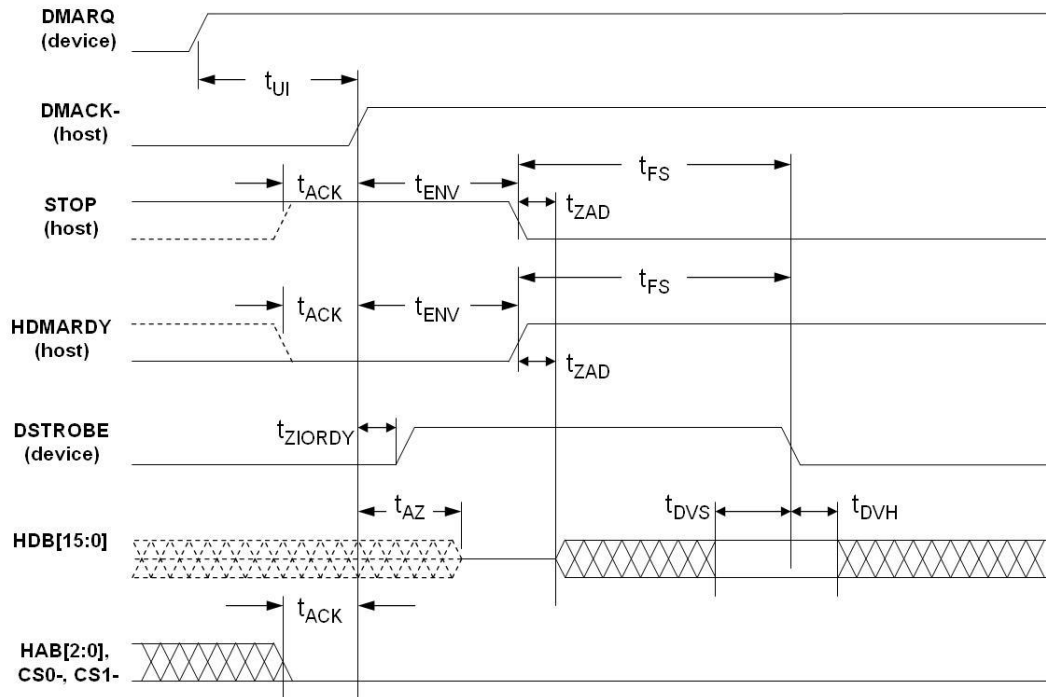 DMARQ
(device)
tUI
DMACK-
(host)
tFS
tACK
tENV
tZAD
STOP
(host)
tFS
tACK
tENV
HDMARDY
(host)
tZAD
DSTROBE
(device)
tZIORDY
tAZ
tDVS
tDVH
HDB[15:0]
tACK
HAB[2:0],
CS0-, CS1-